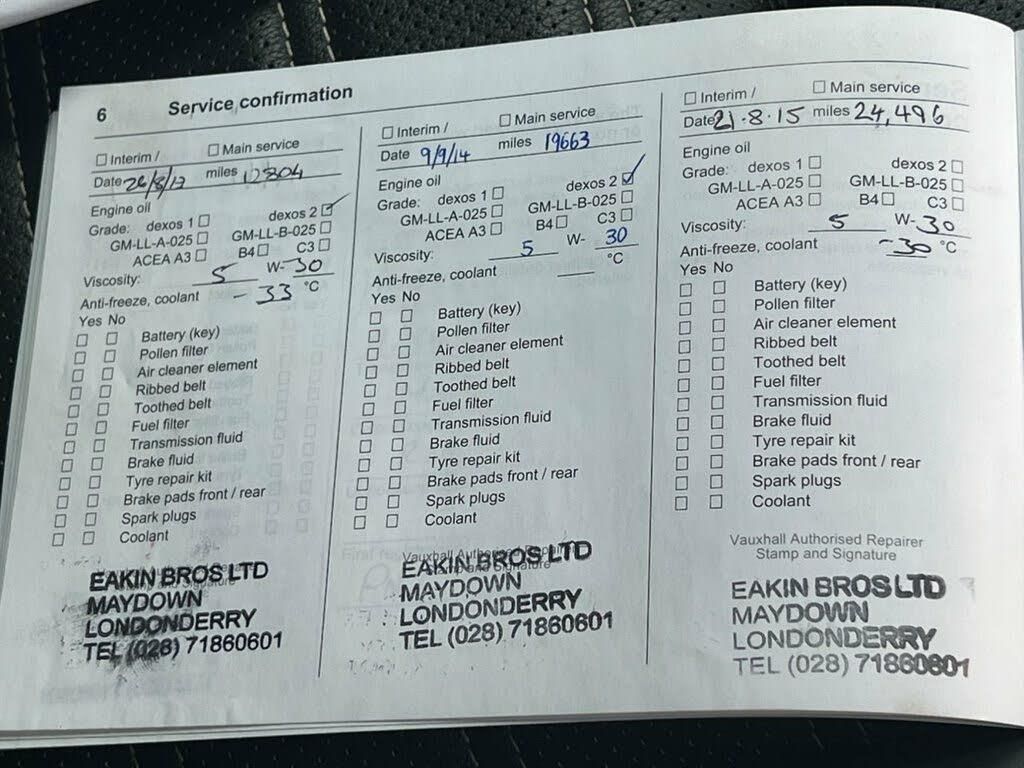 6 Service confirmation
Interim / Main service
Date 26/8/13 miles 12804
Engine oil
Grade: dexos 1 dexos 2
GM-LL-A-025 GM-LL-B-025
ACEA A3 B4 C3
Viscosity: 5 W-30
Anti-freeze, coolant -33 °C
Yes No
Battery (key)
Pollen filter
Air cleaner element
Ribbed belt
Toothed belt
Fuel filter
Transmission fluid
Brake fluid
Tyre repair kit
Brake pads front / rear
Spark plugs
Coolant
EAKIN BROS LTD
MAYDOWN
LONDONDERRY
TEL (028) 71860601
Interim / Main service
Date 9/9/14 miles 19663
Engine oil
Grade: dexos 1 dexos 2
GM-LL-A-025 GM-LL-B-025
ACEA A3 B4 C3
Viscosity: 5 W- 30
Anti-freeze, coolant °C
Yes No
Battery (key)
Pollen filter
Air cleaner element
Ribbed belt
Toothed belt
Fuel filter
Transmission fluid
Brake fluid
Tyre repair kit
Brake pads front / rear
Spark plugs
Coolant
Vauxhall Authorised Repairer
Stamp and Signature
EAKIN BROS LTD
MAYDOWN
LONDONDERRY
TEL (028) 71860601
Interim / Main service
Date 21.8.15 miles 24,496
Engine oil
Grade: dexos 1 dexos 2
GM-LL-A-025 GM-LL-B-025
ACEA A3 B4 C3
Viscosity: 5 W-30
Anti-freeze, coolant -30 °C
Yes No
Battery (key)
Pollen filter
Air cleaner element
Ribbed belt
Toothed belt
Fuel filter
Transmission fluid
Brake fluid
Tyre repair kit
Brake pads front / rear
Spark plugs
Coolant
Vauxhall Authorised Repairer
Stamp and Signature
EAKIN BROS LTD
MAYDOWN
LONDONDERRY
TEL (028) 71860601